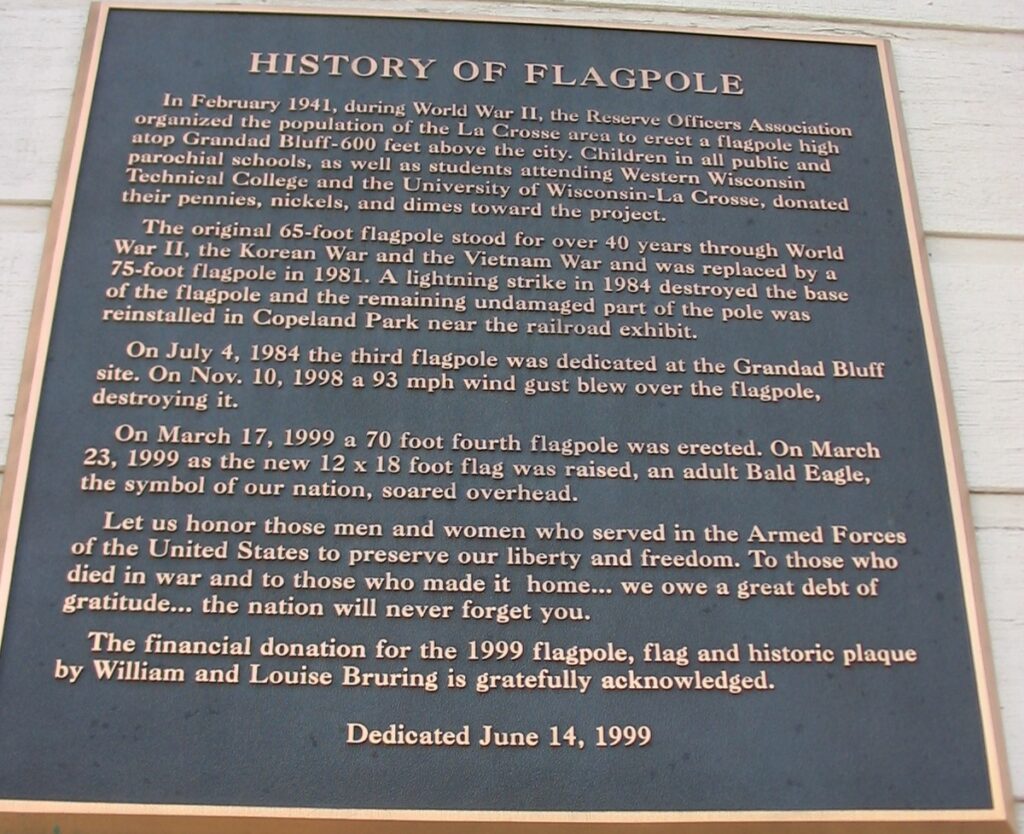 HISTORY OF FLAGPOLE
In February 1941, during World War II, the Reserve Officers Association
organized the population of the La Crosse area to erect a flagpole high
atop Grandad Bluff-600 feet above the city. Children in all public and
parochial schools, as well as students attending Western Wisconsin
Technical College and the University of Wisconsin-La Crosse, donated
their pennies, nickels, and dimes toward the project.
The original 65-foot flagpole stood for over 40 years through World
War II, the Korean War and the Vietnam War and was replaced by a
75-foot flagpole in 1981. A lightning strike in 1984 destroyed the base
of the flagpole and the remaining undamaged part of the pole was
reinstalled in Copeland Park near the railroad exhibit.
On July 4, 1984 the third flagpole was dedicated at the Grandad Bluff
site. On Nov. 10, 1998 a 93 mph wind gust blew over the flagpole,
destroying it.
On March 17, 1999 a 70 foot fourth flagpole was erected. On March
23, 1999 as the new 12 x 18 foot flag was raised, an adult Bald Eagle,
the symbol of our nation, soared overhead.
Let us honor those men and women who served in the Armed Forces
of the United States to preserve our liberty and freedom. To those who
died in war and to those who made it home... we owe a great debt of
gratitude... the nation will never forget you.
The financial donation for the 1999 flagpole, flag and historic plaque
by William and Louise Bruring is gratefully acknowledged.
Dedicated June 14, 1999